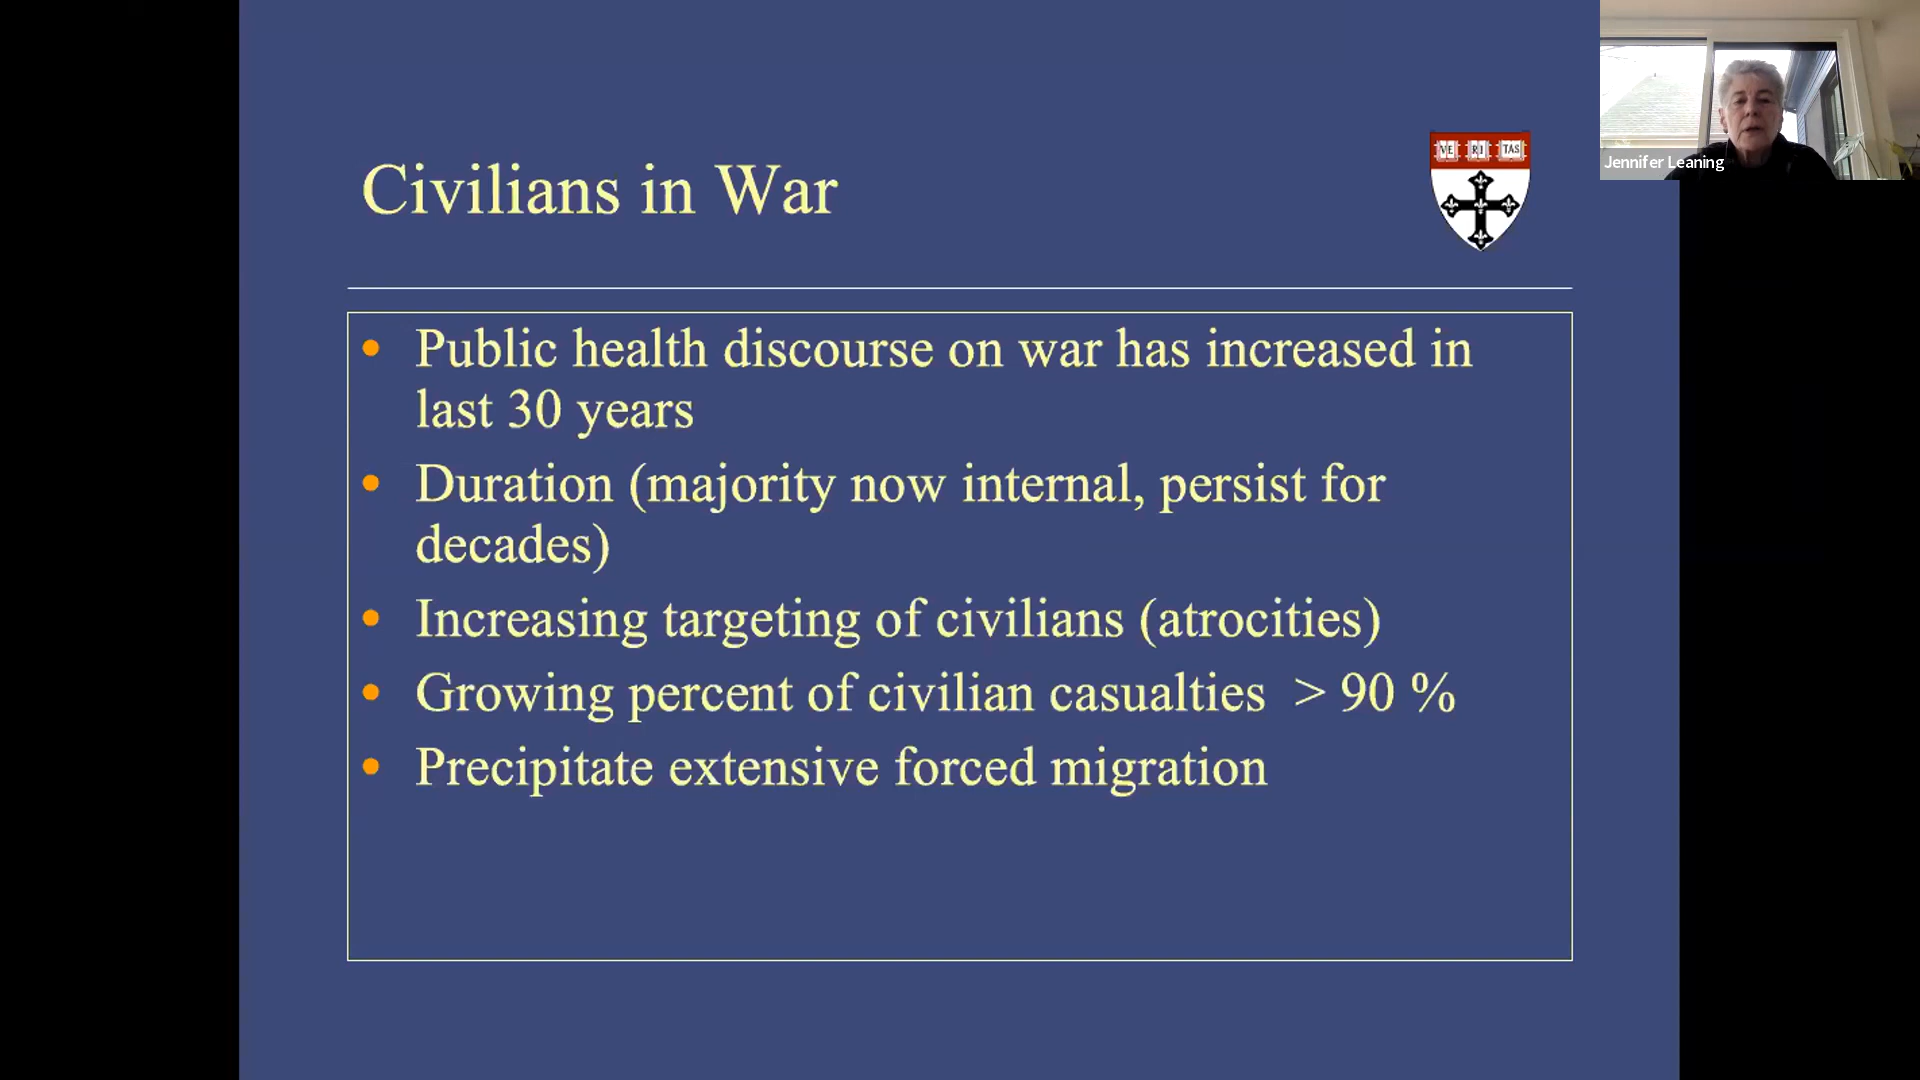 Civilians in War
VE RI TAS
Jennifer Leaning
• Public health discourse on war has increased in
last 30 years
• Duration (majority now internal, persist for
decades)
• Increasing targeting of civilians (atrocities)
• Growing percent of civilian casualties > 90 %
• Precipitate extensive forced migration